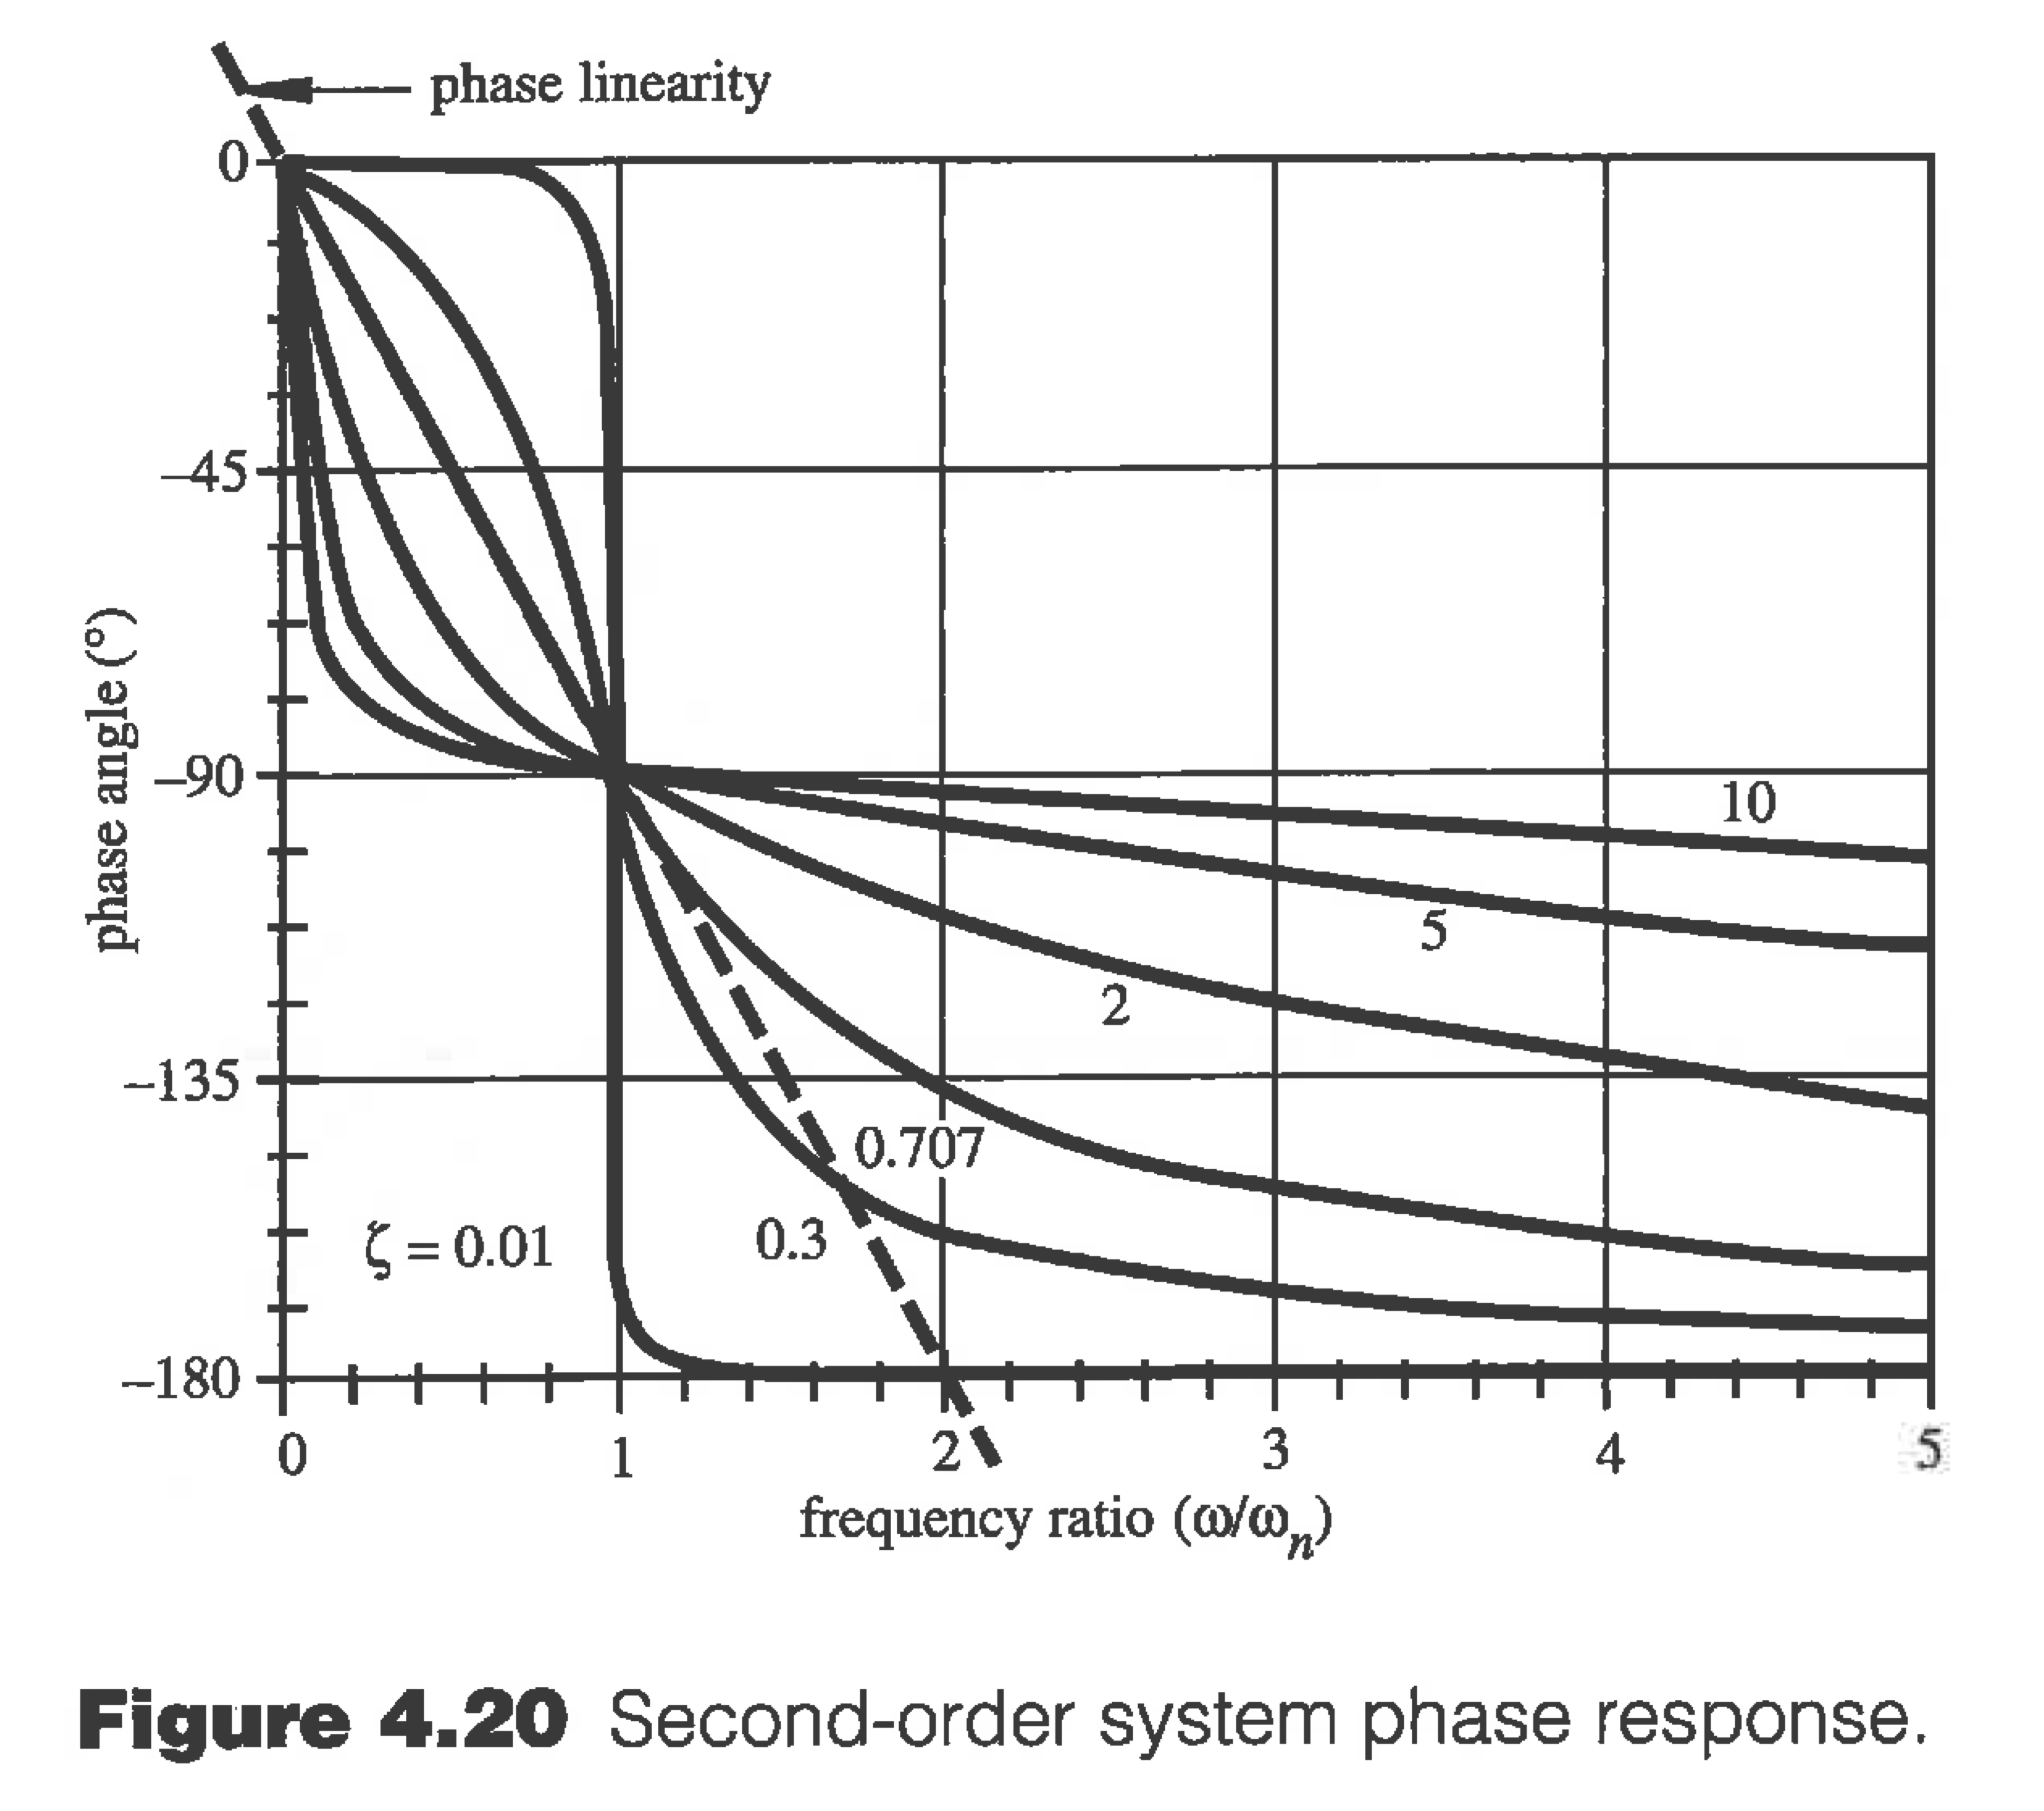 phase linearity
0
–45
–90
–135
–180
phase angle (°)
10
5
2
0.707
0.3
ζ = 0.01
0 1 2 3 4 5
frequency ratio (ω/ωn)
Figure 4.20 Second-order system phase response.